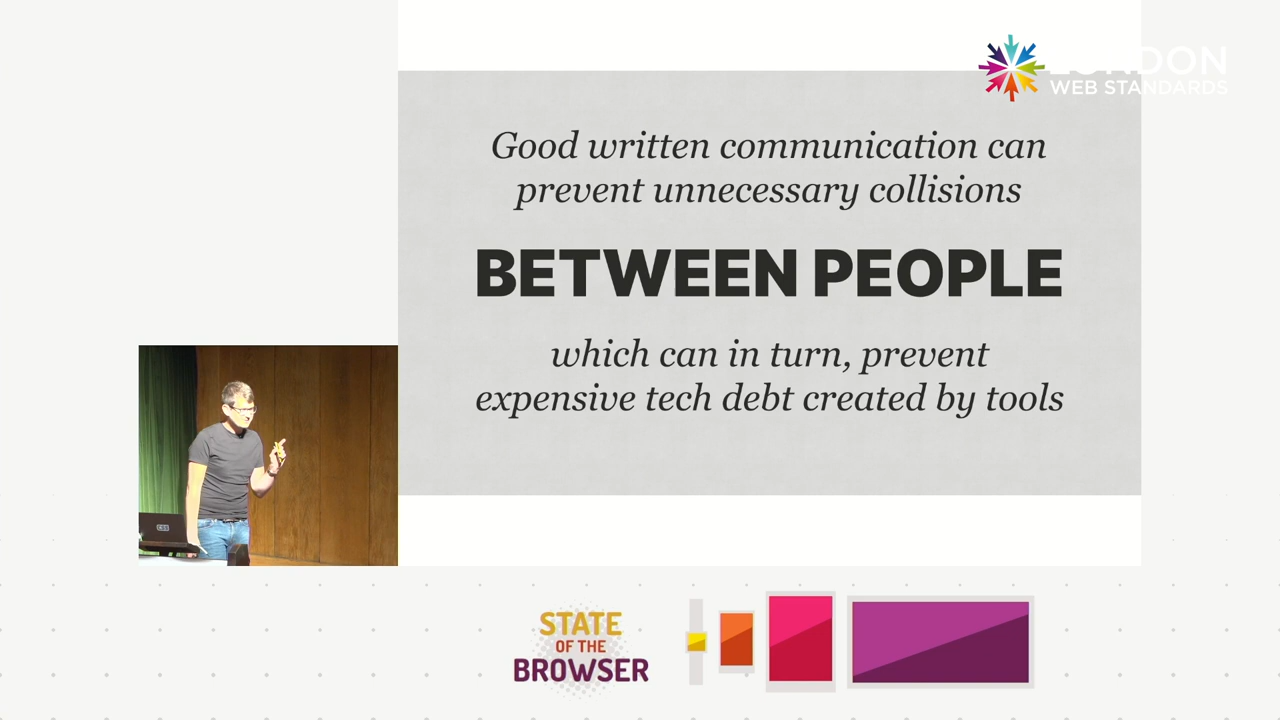 LONDON
WEB STANDARDS
Good written communication can
prevent unnecessary collisions
BETWEEN PEOPLE
which can in turn, prevent
expensive tech debt created by tools
STATE
OF THE
BROWSER